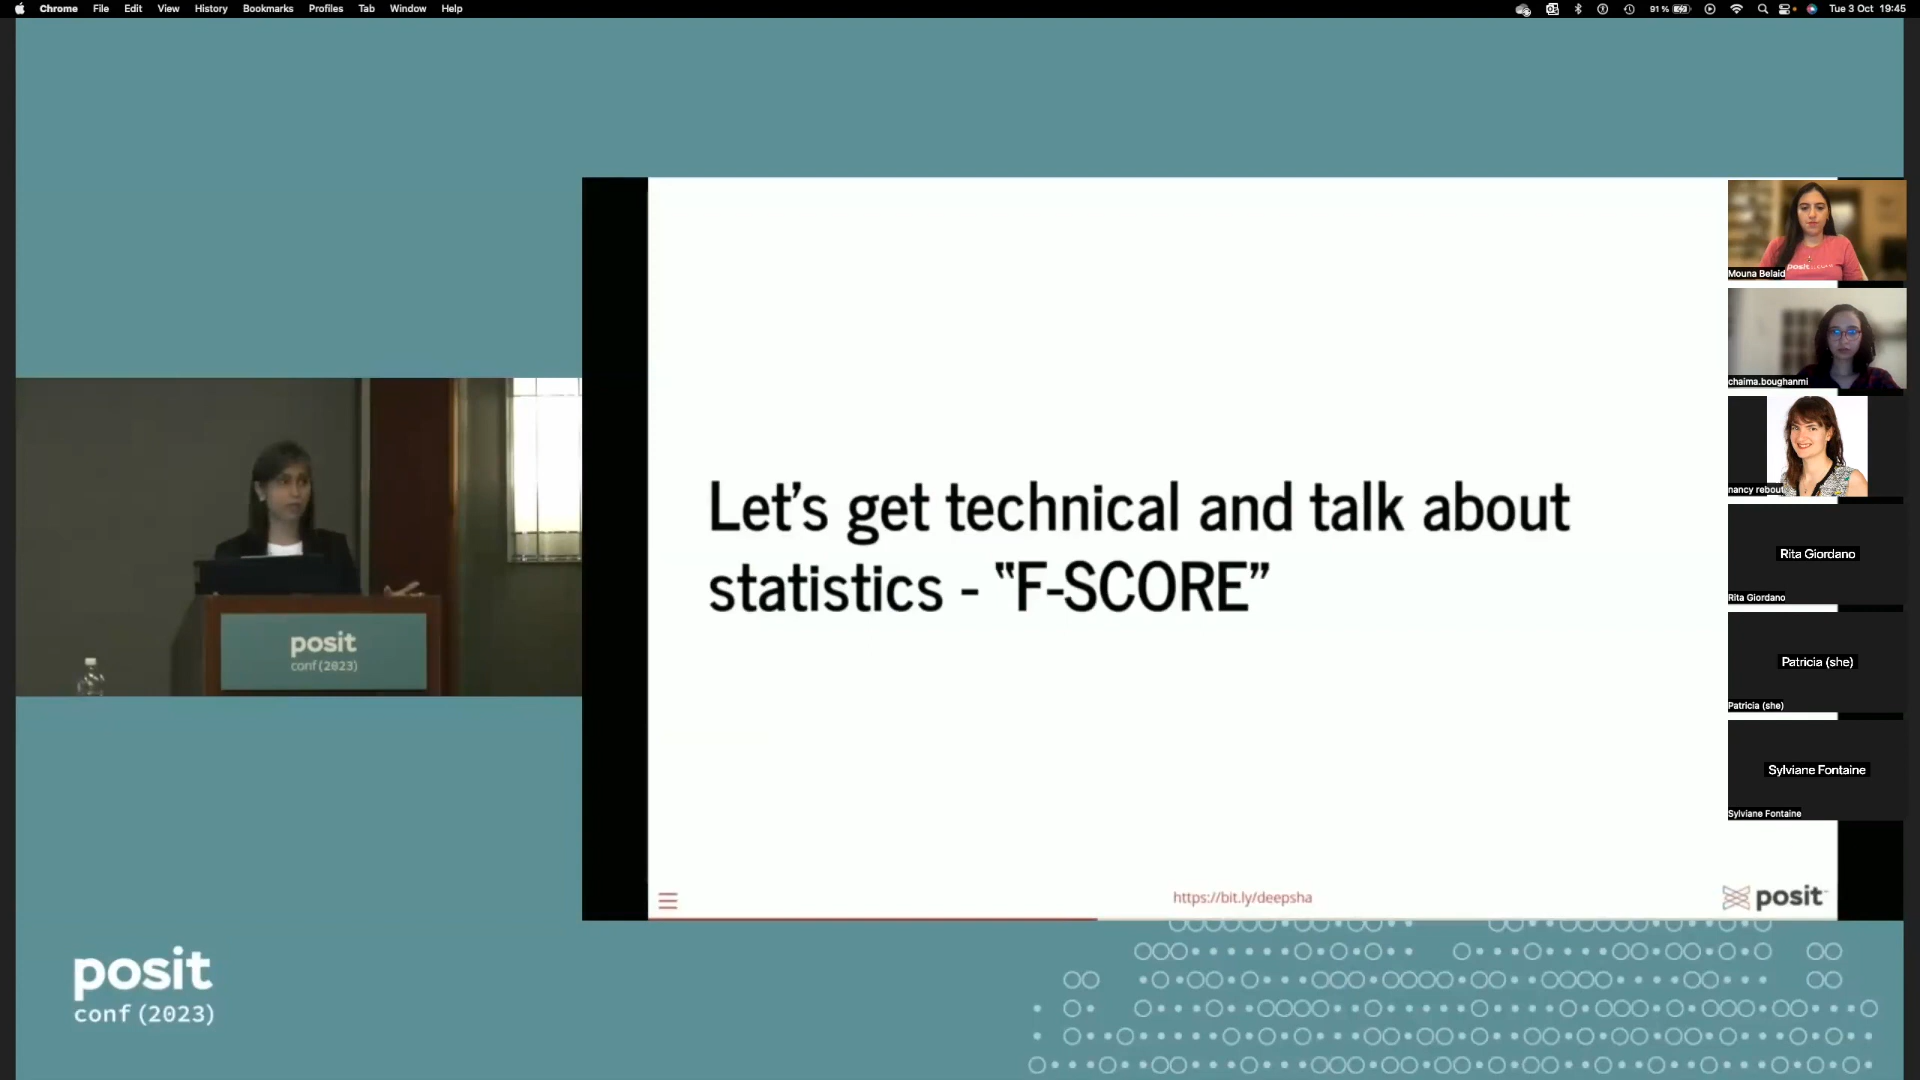 Chrome File Edit View History Bookmarks Profiles Tab Window Help
91% Tue 3 Oct 19:45
Let's get technical and talk about
statistics - “F-SCORE”
https://bit.ly/deepsha
posit
posit
conf(2023)
posit
conf(2023)
posit
Mouna Belaid
chaima.boughanmi
nancy rebout
Rita Giordano
Rita Giordano
Patricia (she)
Patricia (she)
Sylviane Fontaine
Sylviane Fontaine